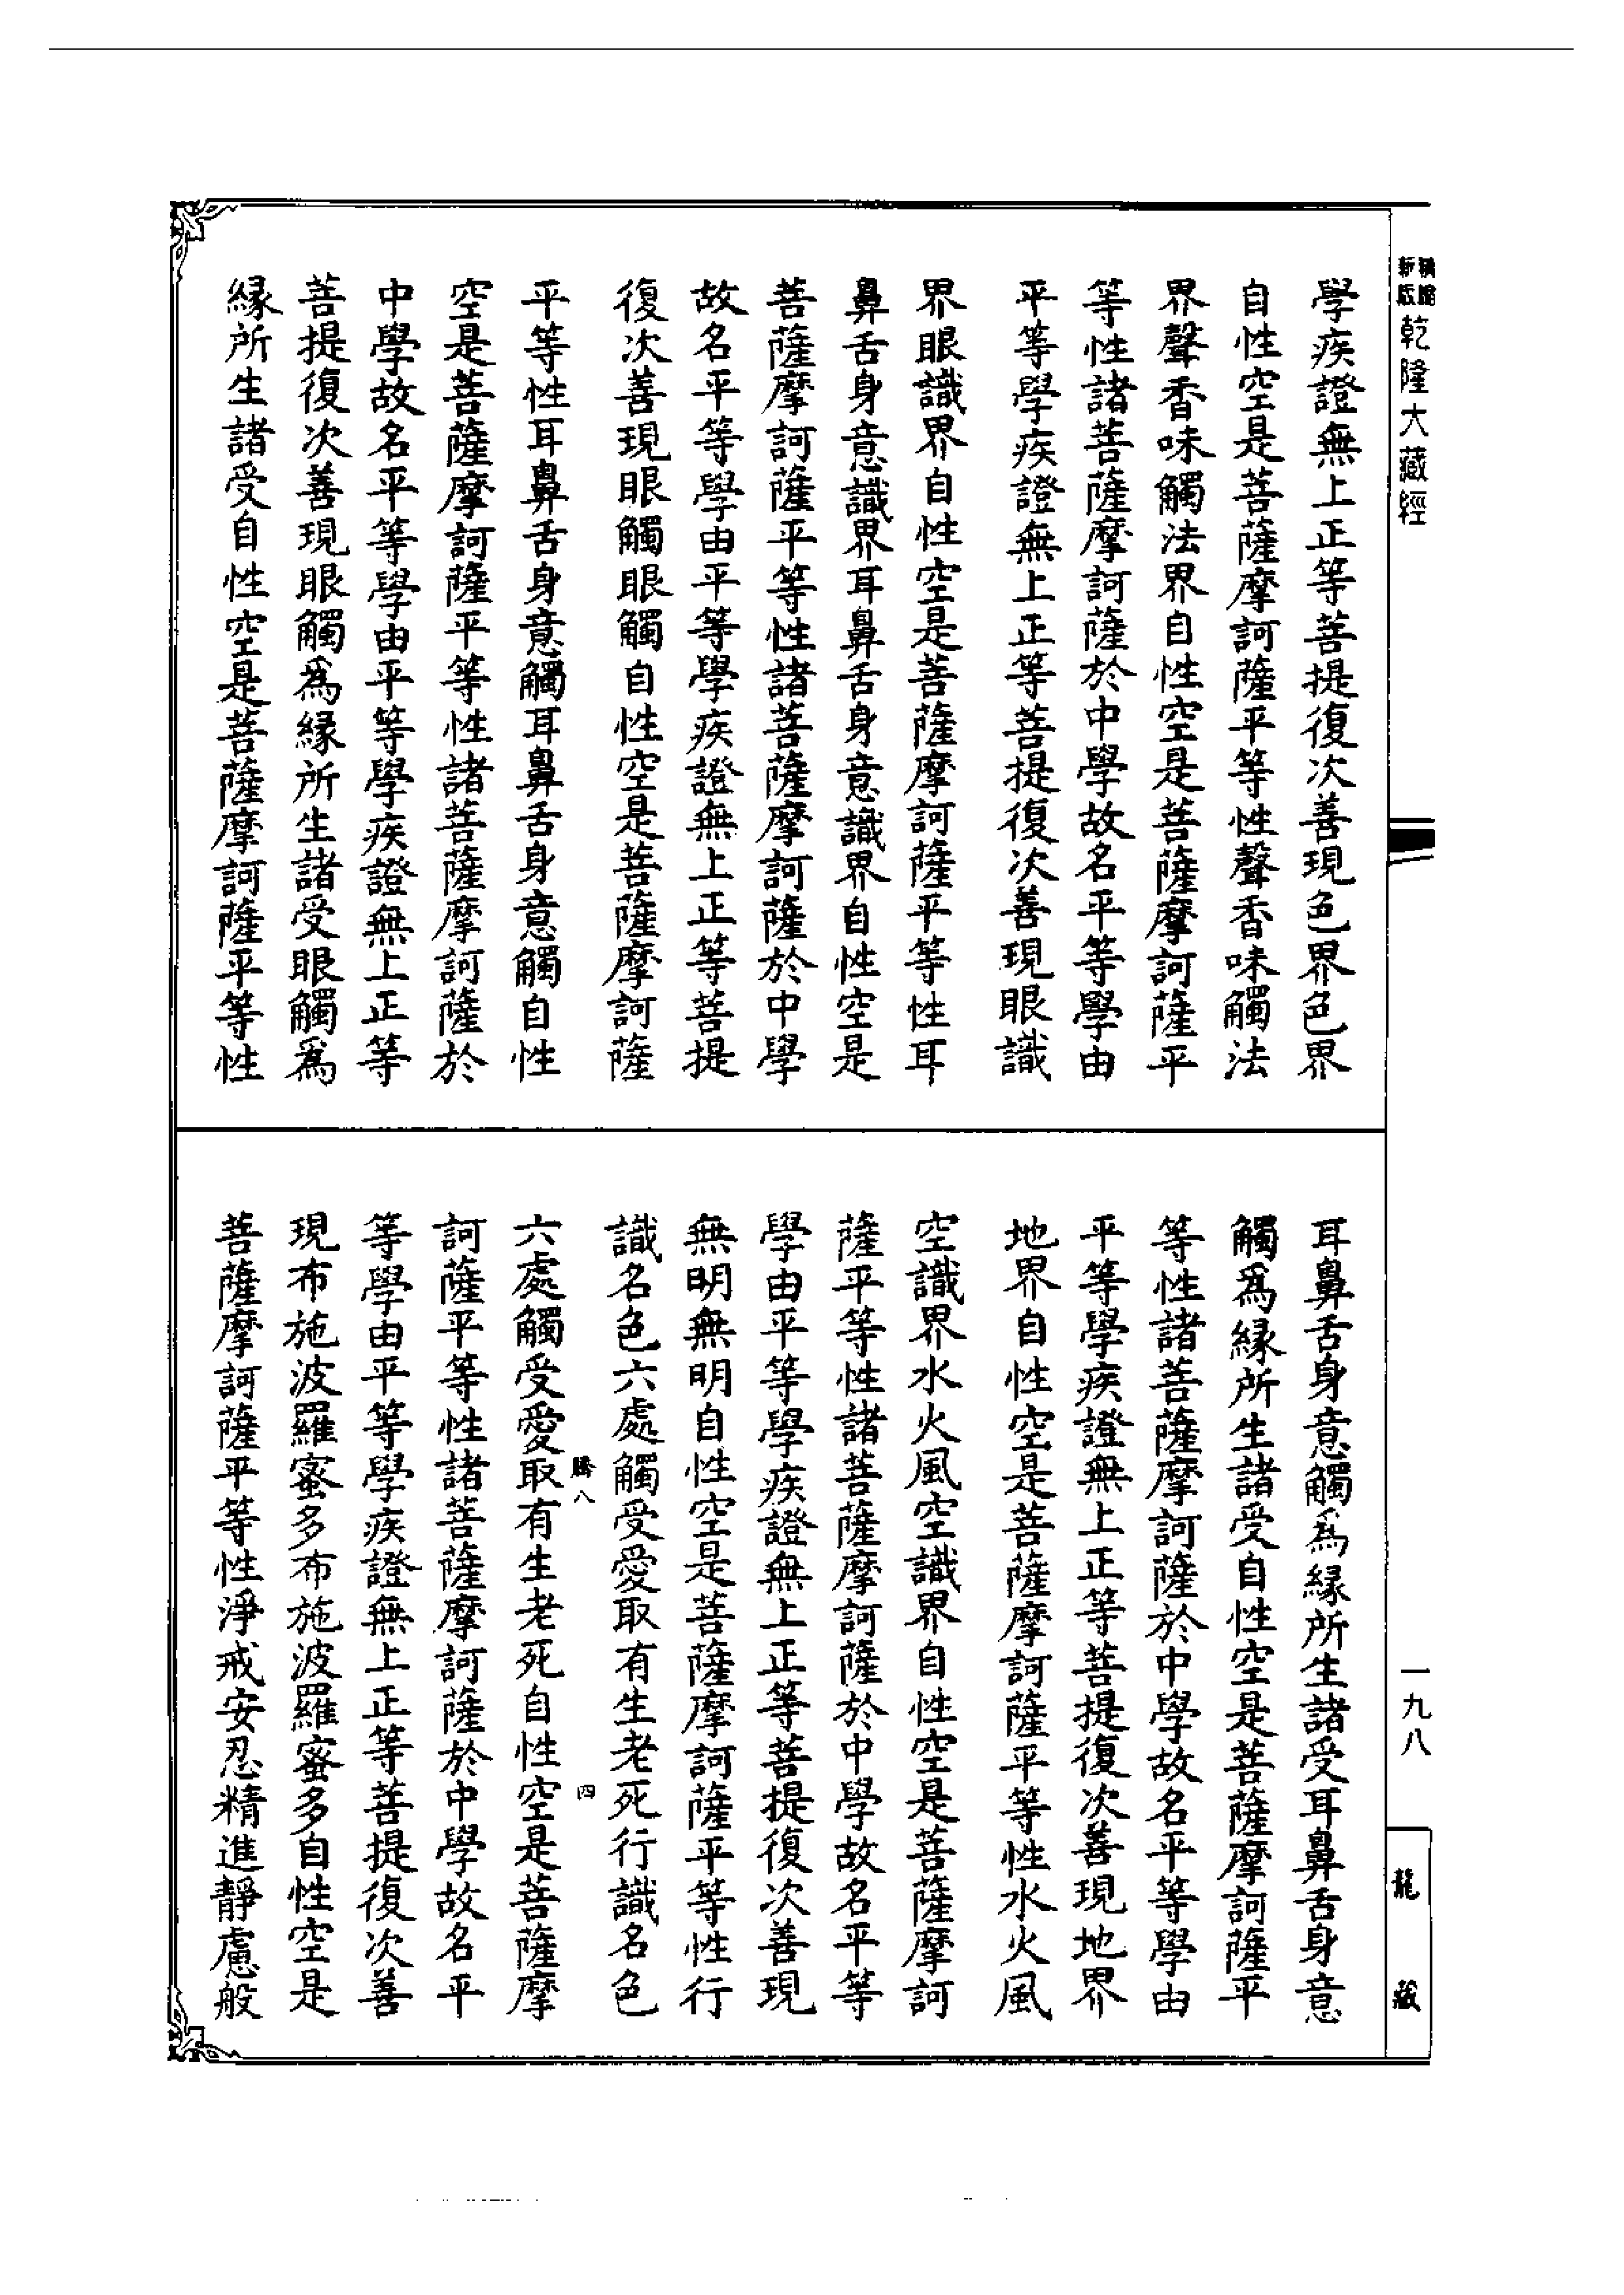 乾隆大藏經
學疾證無上正等菩提復次善現色界色界
自性空是菩薩摩訶薩平等性聲香味觸法
界聲香味觸法界自性空是菩薩摩訶薩平
等性諸菩薩摩訶薩於中學故名平等學由
平等學疾證無上正等菩提復次善現眼識
界眼識界自性空是菩薩摩訶薩平等性耳
鼻舌身意識界耳鼻舌身意識界自性空是
菩薩摩訶薩平等性諸菩薩摩訶薩於中學
故名平等學由平等學疾證無上正等菩提
復次善現眼觸眼觸自性空是菩薩摩訶薩
平等性耳鼻舌身意觸耳鼻舌身意觸自性
空是菩薩摩訶薩平等性諸菩薩摩訶薩於
中學故名平等學由平等學疾證無上正等
菩提復次善現眼觸爲緣所生諸受眼觸爲
緣所生諸受自性空是菩薩摩訶薩平等性
耳鼻舌身意觸爲緣所生諸受耳鼻舌身意
觸爲緣所生諸受自性空是菩薩摩訶薩平
等性諸菩薩摩訶薩於中學故名平等學由
平等學疾證無上正等菩提復次善現地界
地界自性空是菩薩摩訶薩平等性水火風
空識界水火風空識界自性空是菩薩摩訶
薩平等性諸菩薩摩訶薩於中學故名平等
學由平等學疾證無上正等菩提復次善現
無明無明自性空是菩薩摩訶薩平等性行
識名色六處觸受愛取有生老死行識名色
六處觸受愛取有生老死自性空是菩薩摩
訶薩平等性諸菩薩摩訶薩於中學故名平
等學由平等學疾證無上正等菩提復次善
現布施波羅蜜多布施波羅蜜多自性空是
菩薩摩訶薩平等性淨戒安忍精進靜慮般
八 四
一九八
龍藏